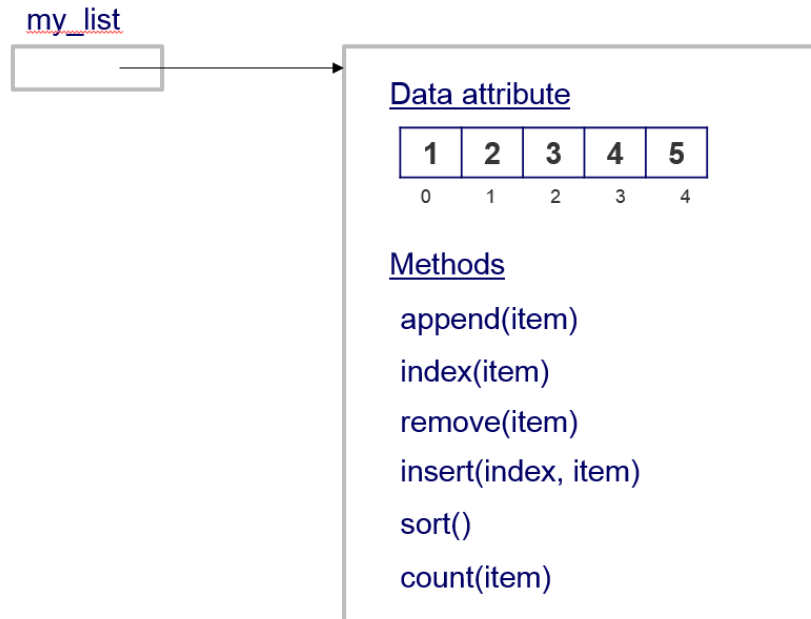 my_list
Data attribute
1 2 3 4 5
0 1 2 3 4
Methods
append(item)
index(item)
remove(item)
insert(index, item)
sort()
count(item)